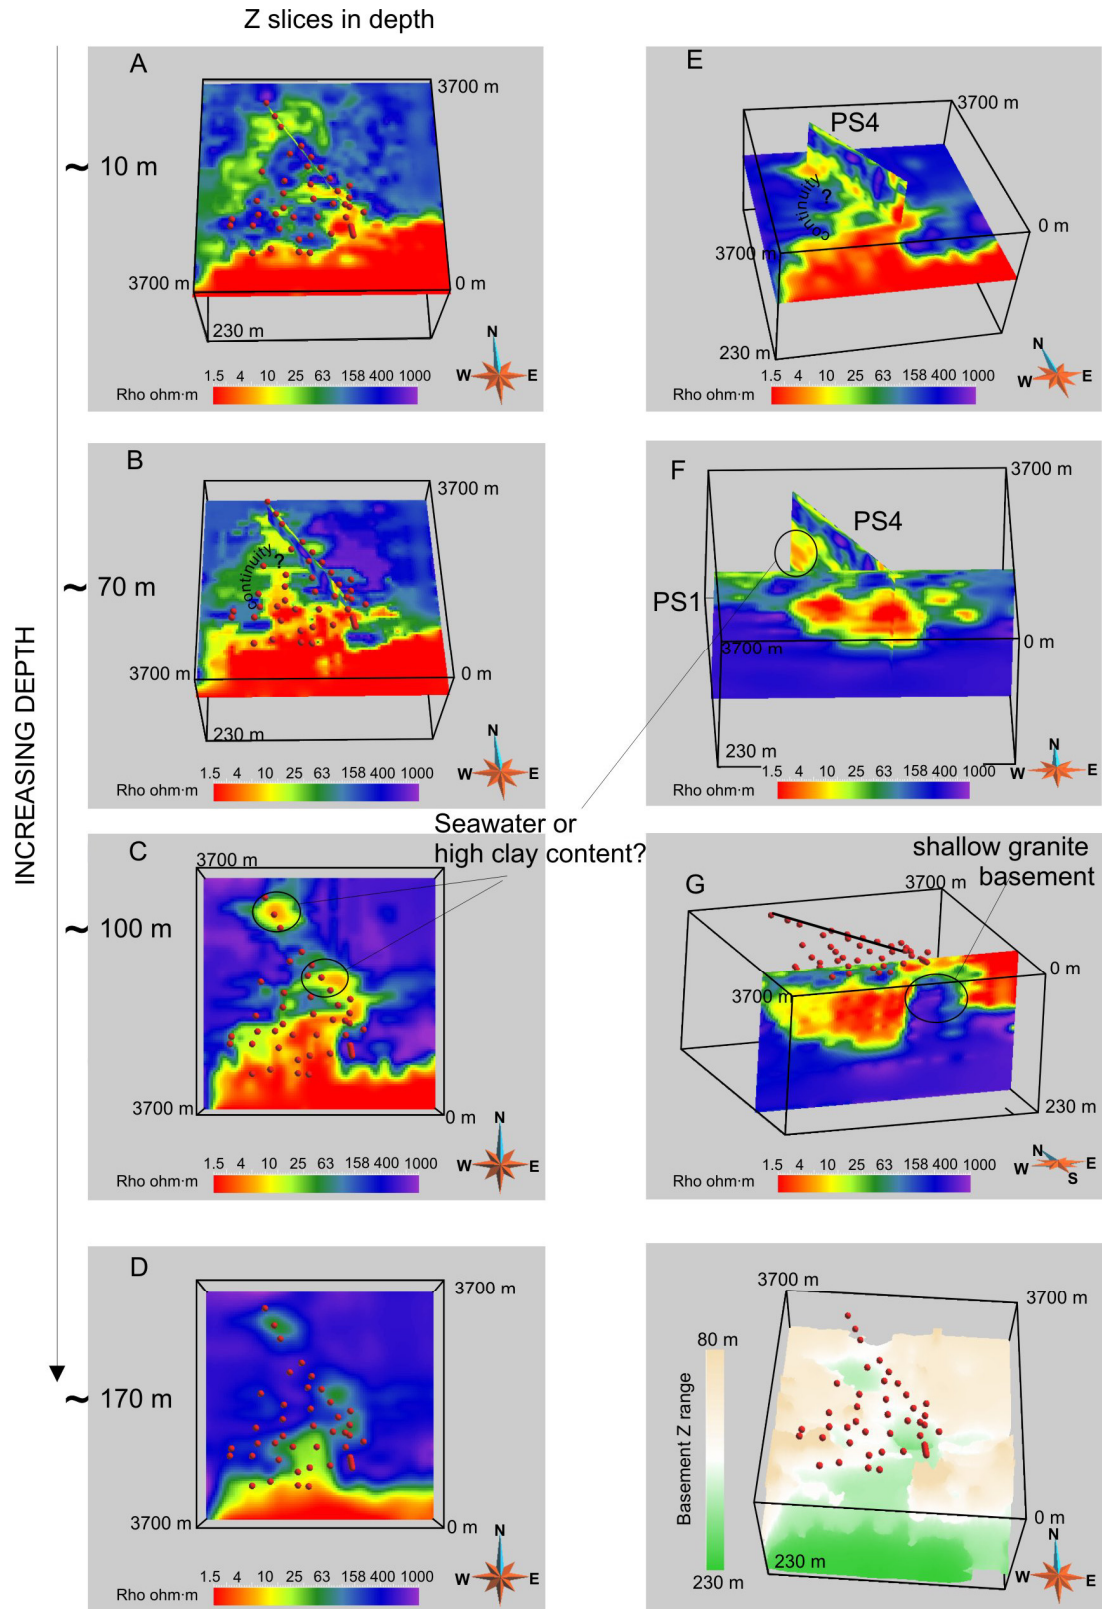 Z slices in depth
INCREASING DEPTH
A
3700 m
~ 10 m
3700 m
0 m
230 m
N
W
E
1.5 4 10 25 63 158 400 1000
Rho ohm·m
E
3700 m
PS4
continuity ?
0 m
3700 m
230 m
N
W
E
1.5 4 10 25 63 158 400 1000
Rho ohm·m
B
3700 m
continuity ?
~ 70 m
3700 m
0 m
230 m
N
W
E
1.5 4 10 25 63 158 400 1000
Rho ohm·m
F
3700 m
PS4
PS1
3700 m
0 m
230 m
N
W
E
1.5 4 10 25 63 158 400 1000
Rho ohm·m
Seawater or
high clay content?
C
3700 m
~ 100 m
3700 m
0 m
N
W
E
1.5 4 10 25 63 158 400 1000
Rho ohm·m
shallow granite
basement
G
3700 m
0 m
3700 m
230 m
N
W
S
1.5 4 10 25 63 158 400 1000
Rho ohm·m
D
3700 m
~ 170 m
3700 m
0 m
N
W
E
1.5 4 10 25 63 158 400 1000
Rho ohm·m
3700 m
3700 m
80 m
Basement Z range
230 m
0 m
230 m
N
W
E